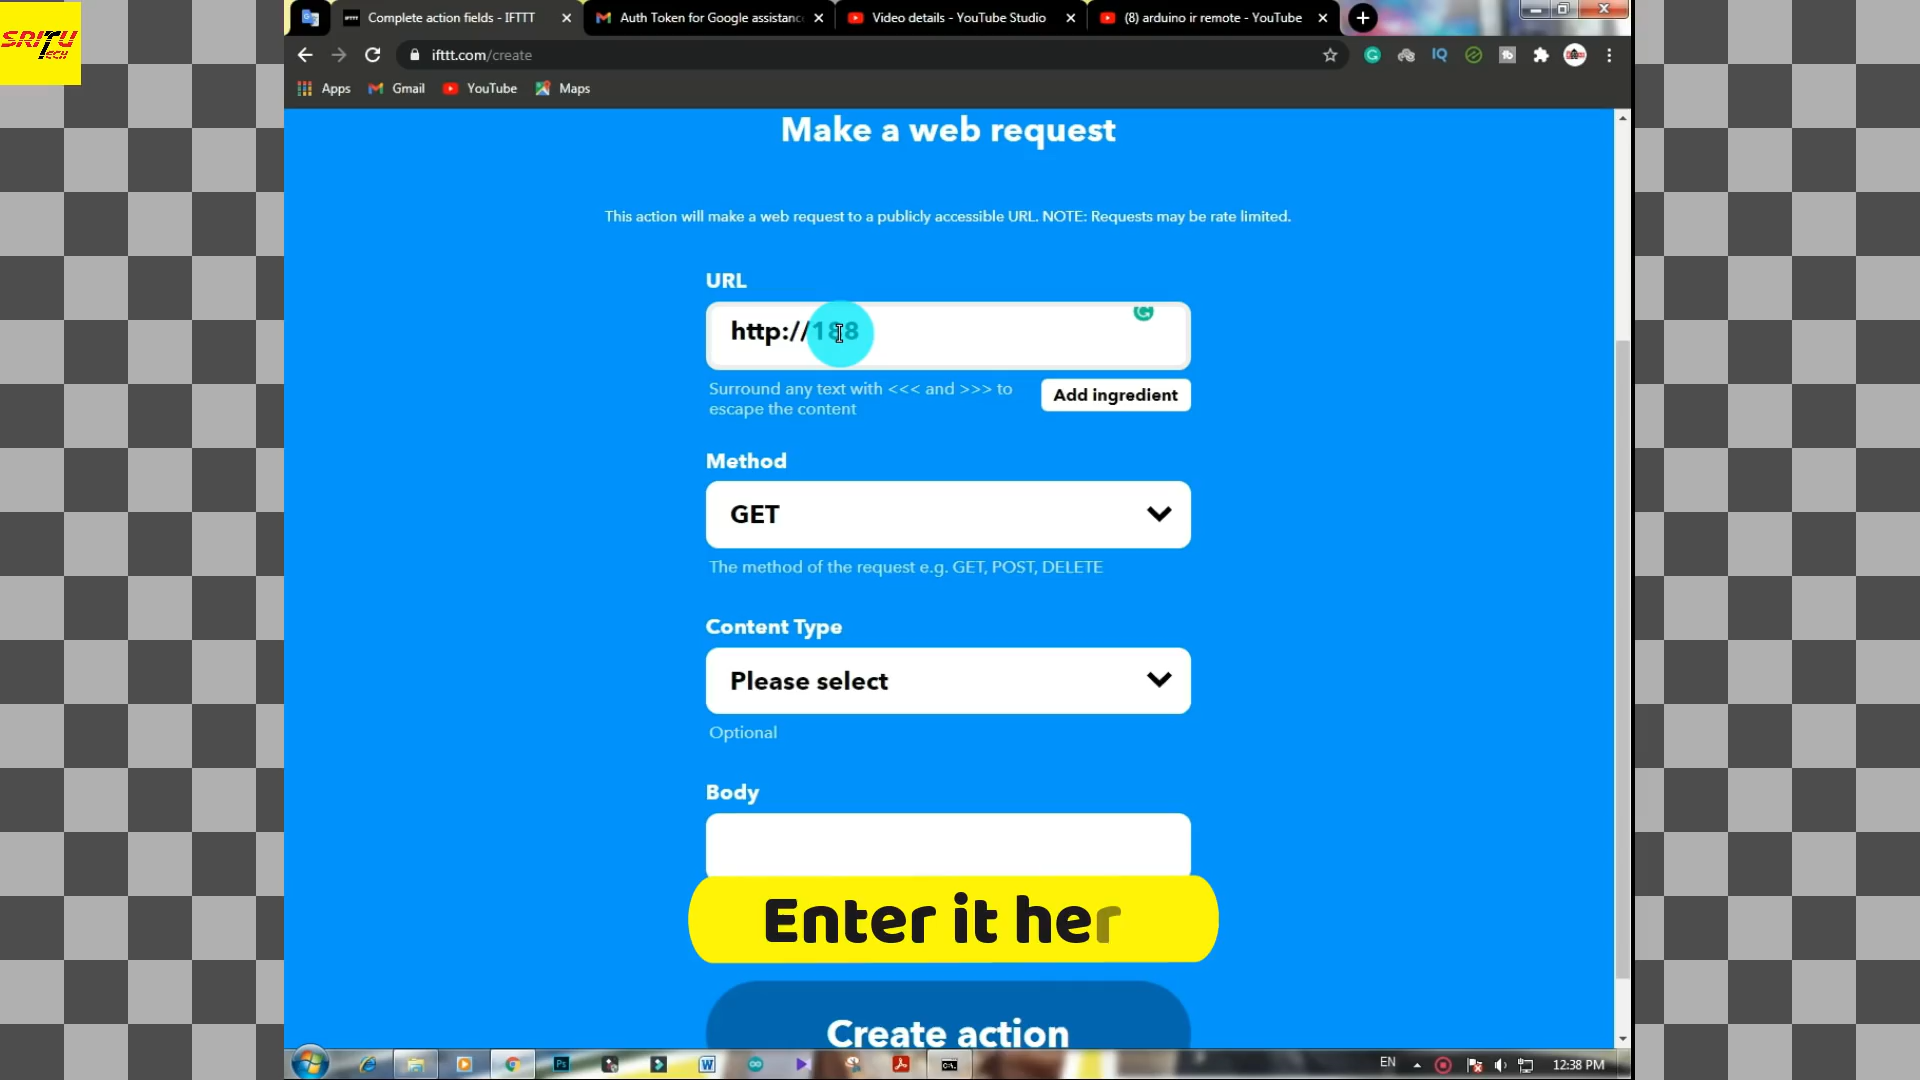 SRITU
TECH
Complete action fields - IFTTT
Auth Token for Google assistanc
Video details - YouTube Studio
(8) arduino ir remote - YouTube
ifttt.com/create
Apps
Gmail
YouTube
Maps
Make a web request
This action will make a web request to a publicly accessible URL. NOTE: Requests may be rate limited.
URL
http://188
Surround any text with <<< and >>> to
escape the content
Add ingredient
Method
GET
The method of the request e.g. GET, POST, DELETE
Content Type
Please select
Optional
Body
Enter it her
Create action
EN
12:38 PM